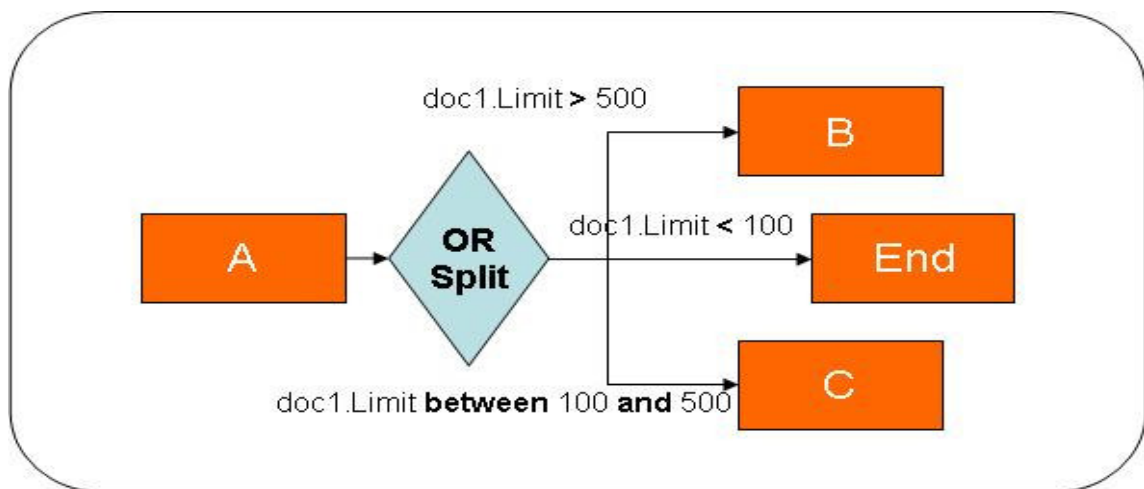 doc1.Limit > 500
B
A
OR
Split
doc1.Limit < 100
End
doc1.Limit between 100 and 500
C